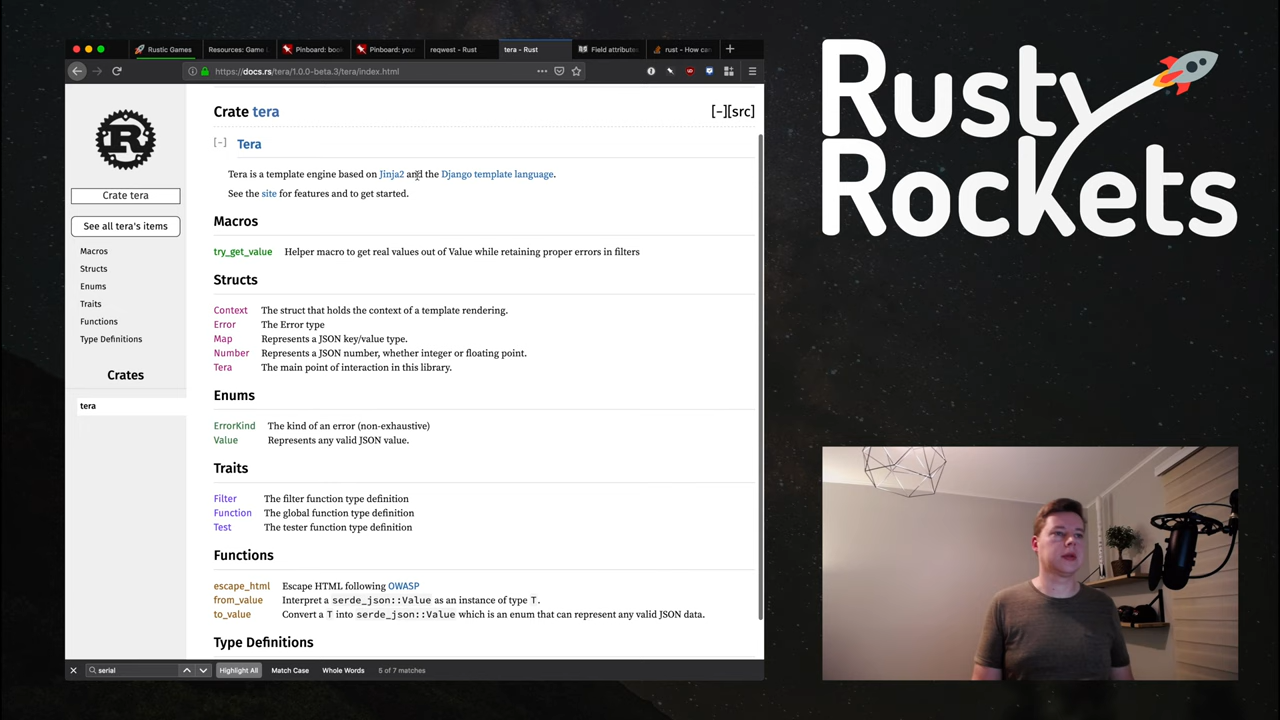 Rustic Games
Resources: Game
Pinboard: boo
Pinboard: your
reqwest - Rust
tera - Rust
Field attributes
rust - How can
https://docs.rs/tera/1.0.0-beta.3/tera/index.html
Crate tera
See all tera's items
Macros
Structs
Enums
Traits
Functions
Type Definitions
Crates
tera
Crate tera
[-][src]
[-] Tera
Tera is a template engine based on Jinja2 and the Django template language.
See the site for features and to get started.
Macros
try_get_value Helper macro to get real values out of Value while retaining proper errors in filters
Structs
Context The struct that holds the context of a template rendering.
Error The Error type
Map Represents a JSON key/value type.
Number Represents a JSON number, whether integer or floating point.
Tera The main point of interaction in this library.
Enums
ErrorKind The kind of an error (non-exhaustive)
Value Represents any valid JSON value.
Traits
Filter The filter function type definition
Function The global function type definition
Test The tester function type definition
Functions
escape_html Escape HTML following OWASP
from_value Interpret a serde_json::Value as an instance of type T.
to_value Convert a T into serde_json::Value which is an enum that can represent any valid JSON data.
Type Definitions
serial
Highlight All
Match Case
Whole Words
5 of 7 matches
Rusty
Rockets